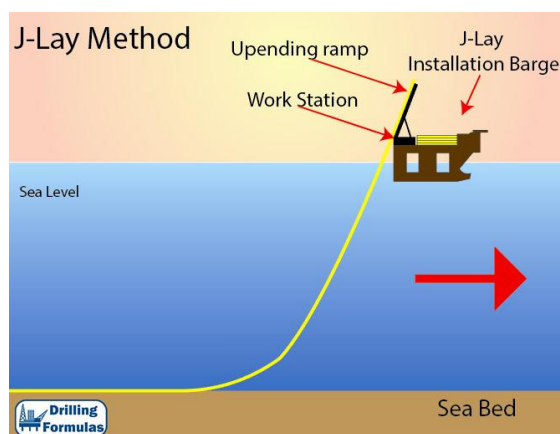 J-Lay Method
Upending ramp
J-Lay
Installation Barge
Work Station
Sea Level
Drilling
Formulas
Sea Bed